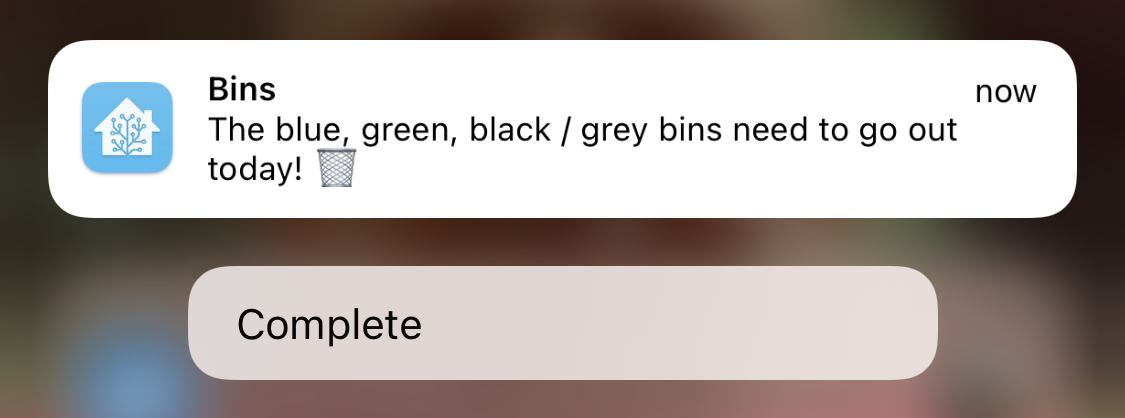 Bins
now
The blue, green, black / grey bins need to go out
today! 🗑️
Complete